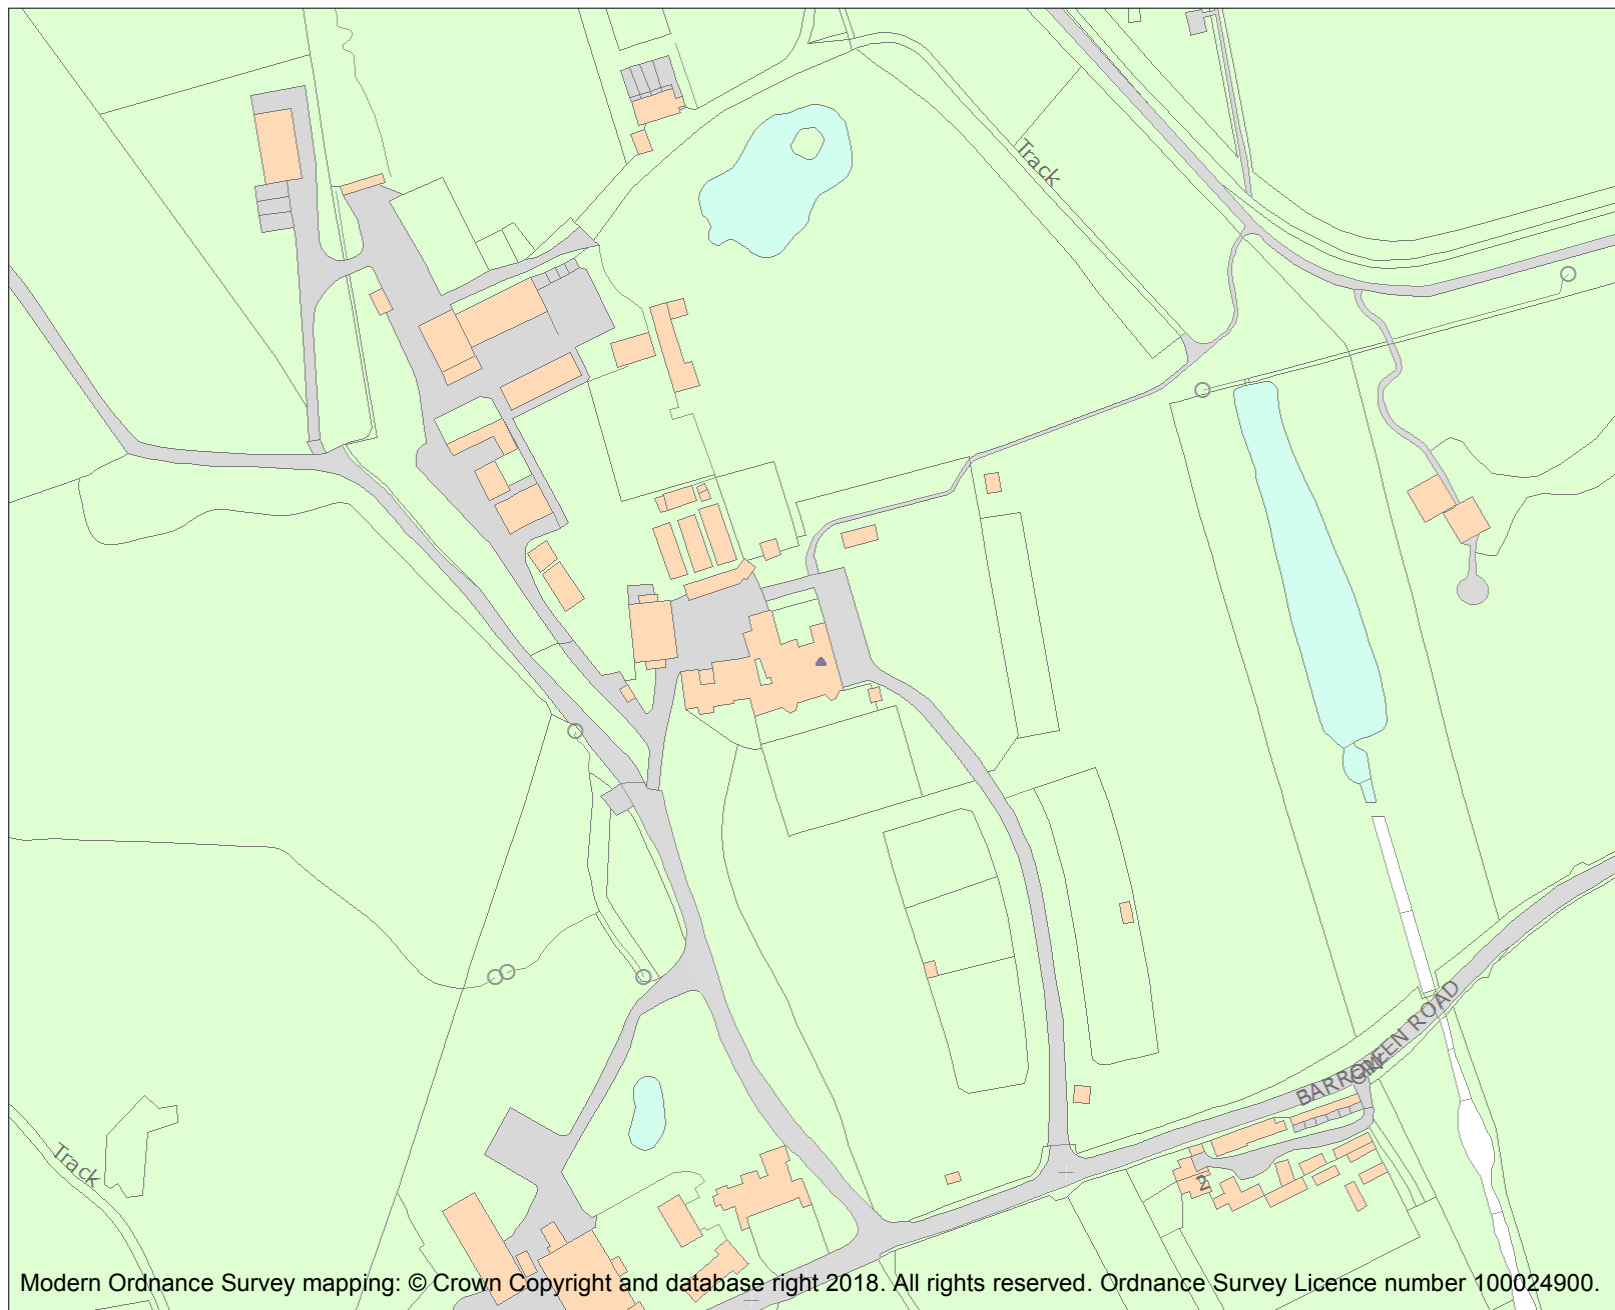 Track
BARROW GREEN ROAD
Track
2
Modern Ordnance Survey mapping: © Crown Copyright and database right 2018. All rights reserved. Ordnance Survey Licence number 100024900.